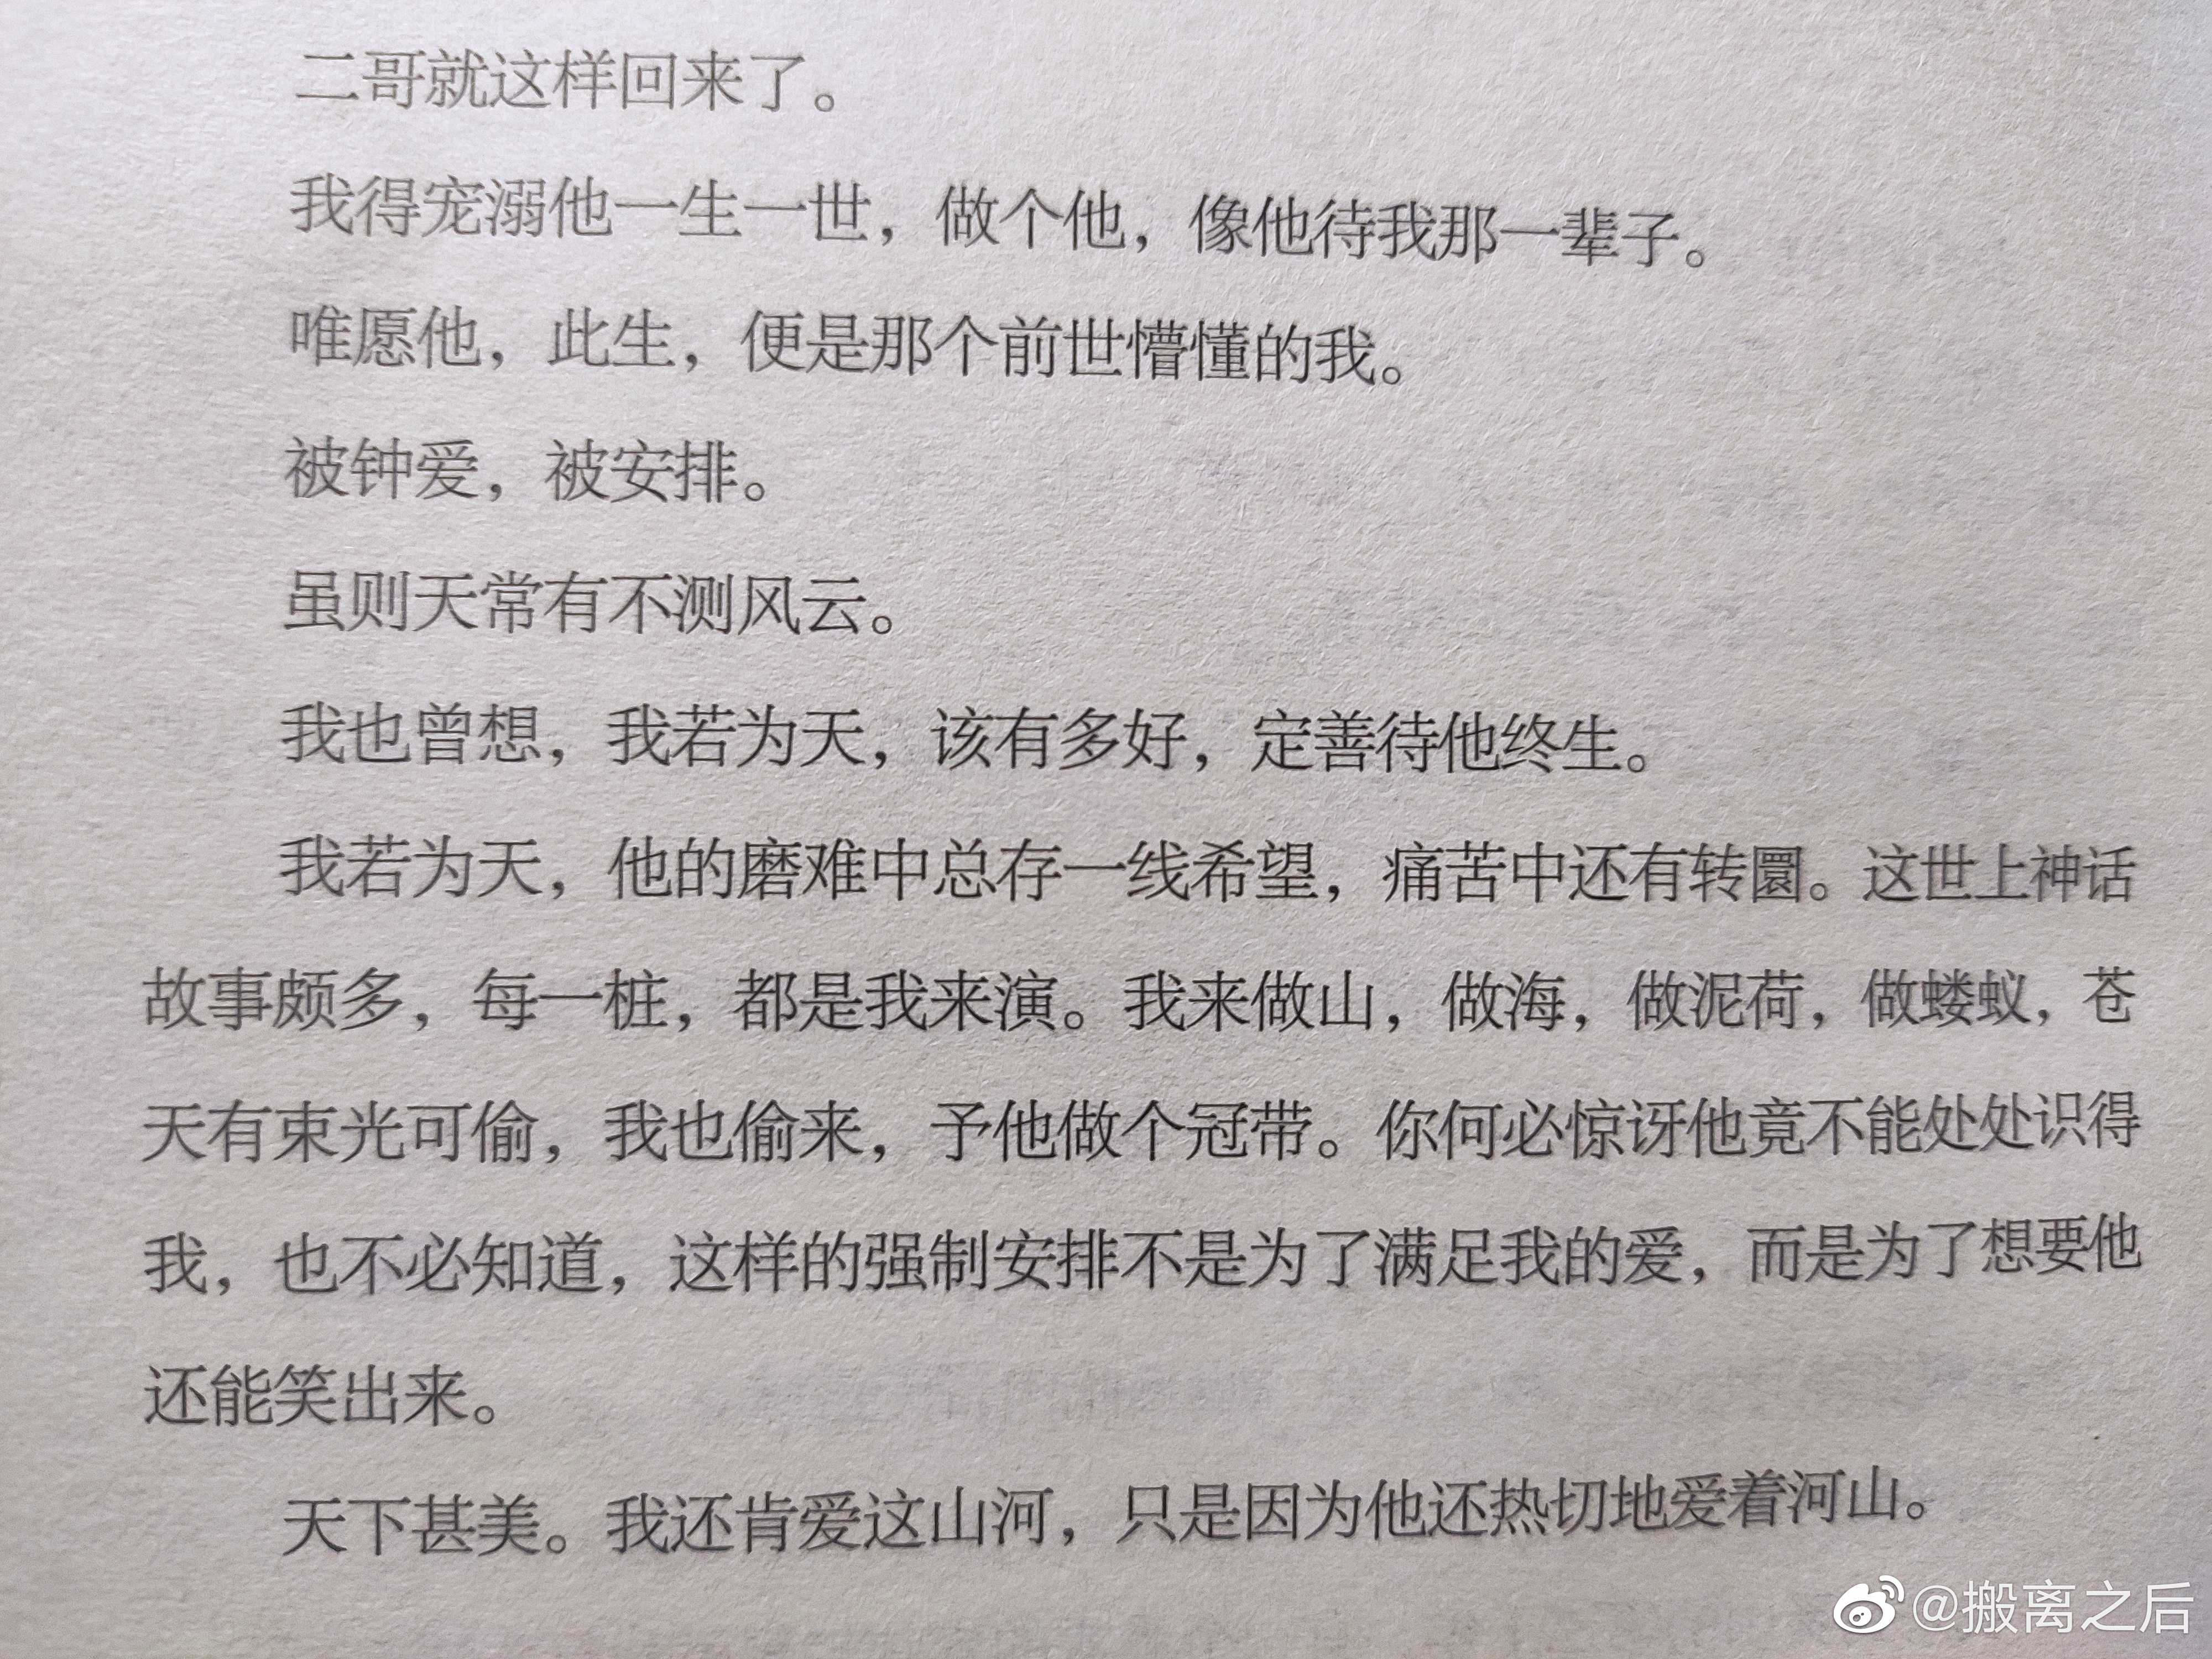 二哥就这样回来了。
我得宠溺他一生一世，做个他，像他待我那一辈子。
唯愿他，此生，便是那个前世懵懂的我。
被钟爱，被安排。
虽则天常有不测风云。
我也曾想，我若为天，该有多好，定善待他终生。
我若为天，他的磨难中总存一线希望，痛苦中还有转圜。这世上神话
故事颇多，每一桩，都是我来演。我来做山，做海，做泥荷，做蝼蚁，苍
天有束光可偷，我也偷来，予他做个冠带。你何必惊讶他竟不能处处识得
我，也不必知道，这样的强制安排不是为了满足我的爱，而是为了想要他
还能笑出来。
天下甚美。我还肯爱这山河，只是因为他还热切地爱着河山。
@搬离之后